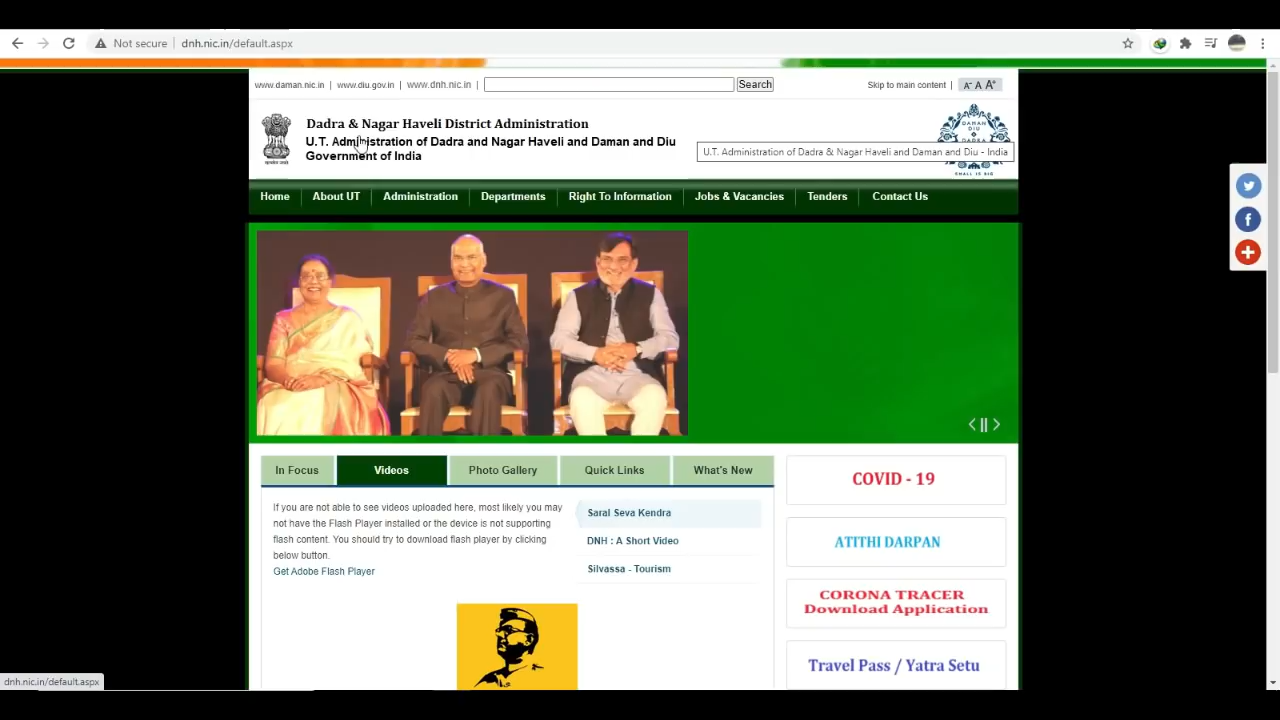 Not secure | dnh.nic.in/default.aspx
www.daman.nic.in | www.diu.gov.in | www.dnh.nic.in | Search
Skip to main content | A- A A+
Dadra & Nagar Haveli District Administration
U.T. Administration of Dadra and Nagar Haveli and Daman and Diu
Government of India
DAMAN
DIU
DADRA
U.T. Administration of Dadra & Nagar Haveli and Daman and Diu - India
Home About UT Administration Departments Right To Information Jobs & Vacancies Tenders Contact Us
In Focus Videos Photo Gallery Quick Links What's New
If you are not able to see videos uploaded here, most likely you may
not have the Flash Player installed or the device is not supporting
flash content. You should try to download flash player by clicking
below button.
Get Adobe Flash Player
Saral Seva Kendra
DNH : A Short Video
Silvassa - Tourism
COVID - 19
ATITHI DARPAN
CORONA TRACER
Download Application
Travel Pass / Yatra Setu
dnh.nic.in/default.aspx